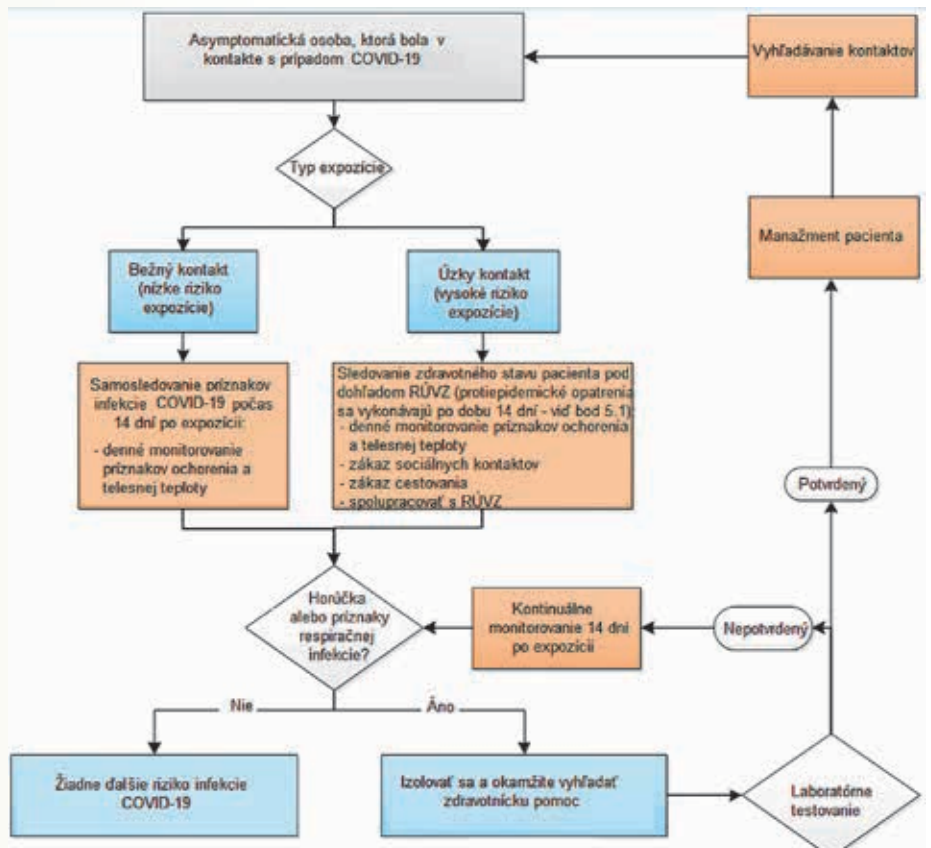 Asymptomatická osoba, ktorá bola v
kontakte s prípadom COVID-19
Vyhľadávanie kontaktov
Typ expozície
Manažment pacienta
Bežný kontakt
(nízke riziko
expozície)
Úzky kontakt
(vysoké riziko
expozície)
Samosledovanie príznakov
infekcie COVID-19 počas
14 dní po expozícii:
- denné monitorovanie
príznakov ochorenia a
telesnej teploty
Sledovanie zdravotného stavu pacienta pod
dohľadom RÚVZ (protiepidemické opatrenia
sa vykonávajú po dobu 14 dní - viď bod 5.1):
- denné monitorovanie príznakov ochorenia
a telesnej teploty
- zákaz sociálnych kontaktov
- zákaz cestovania
- spolupracovať s RÚVZ
Potvrdený
Horúčka
alebo príznaky
respiračnej
infekcie?
Kontinuálne
monitorovanie 14 dní
po expozícii
Nepotvrdený
Nie
Áno
Žiadne ďalšie riziko infekcie
COVID-19
Izolovať sa a okamžite vyhľadať
zdravotnícku pomoc
Laboratórne
testovanie